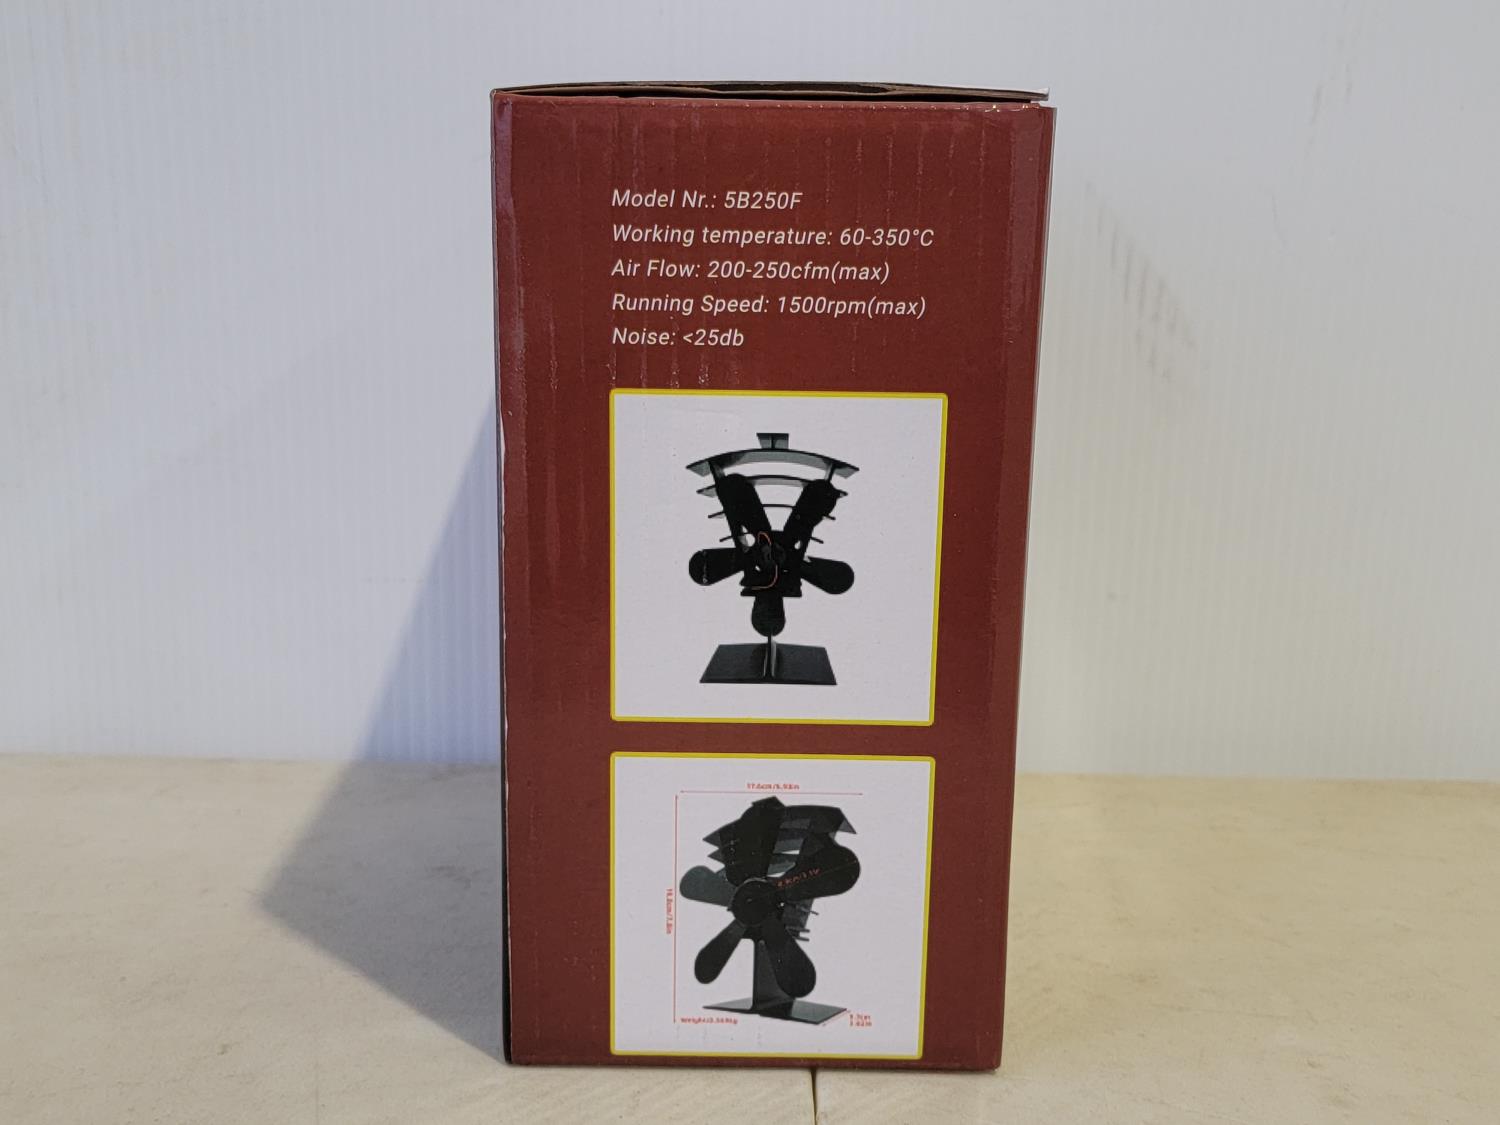 Model Nr.: 5B250F
Working temperature: 60-350°C
Air Flow: 200-250cfm(max)
Running Speed: 1500rpm(max)
Noise: <25db